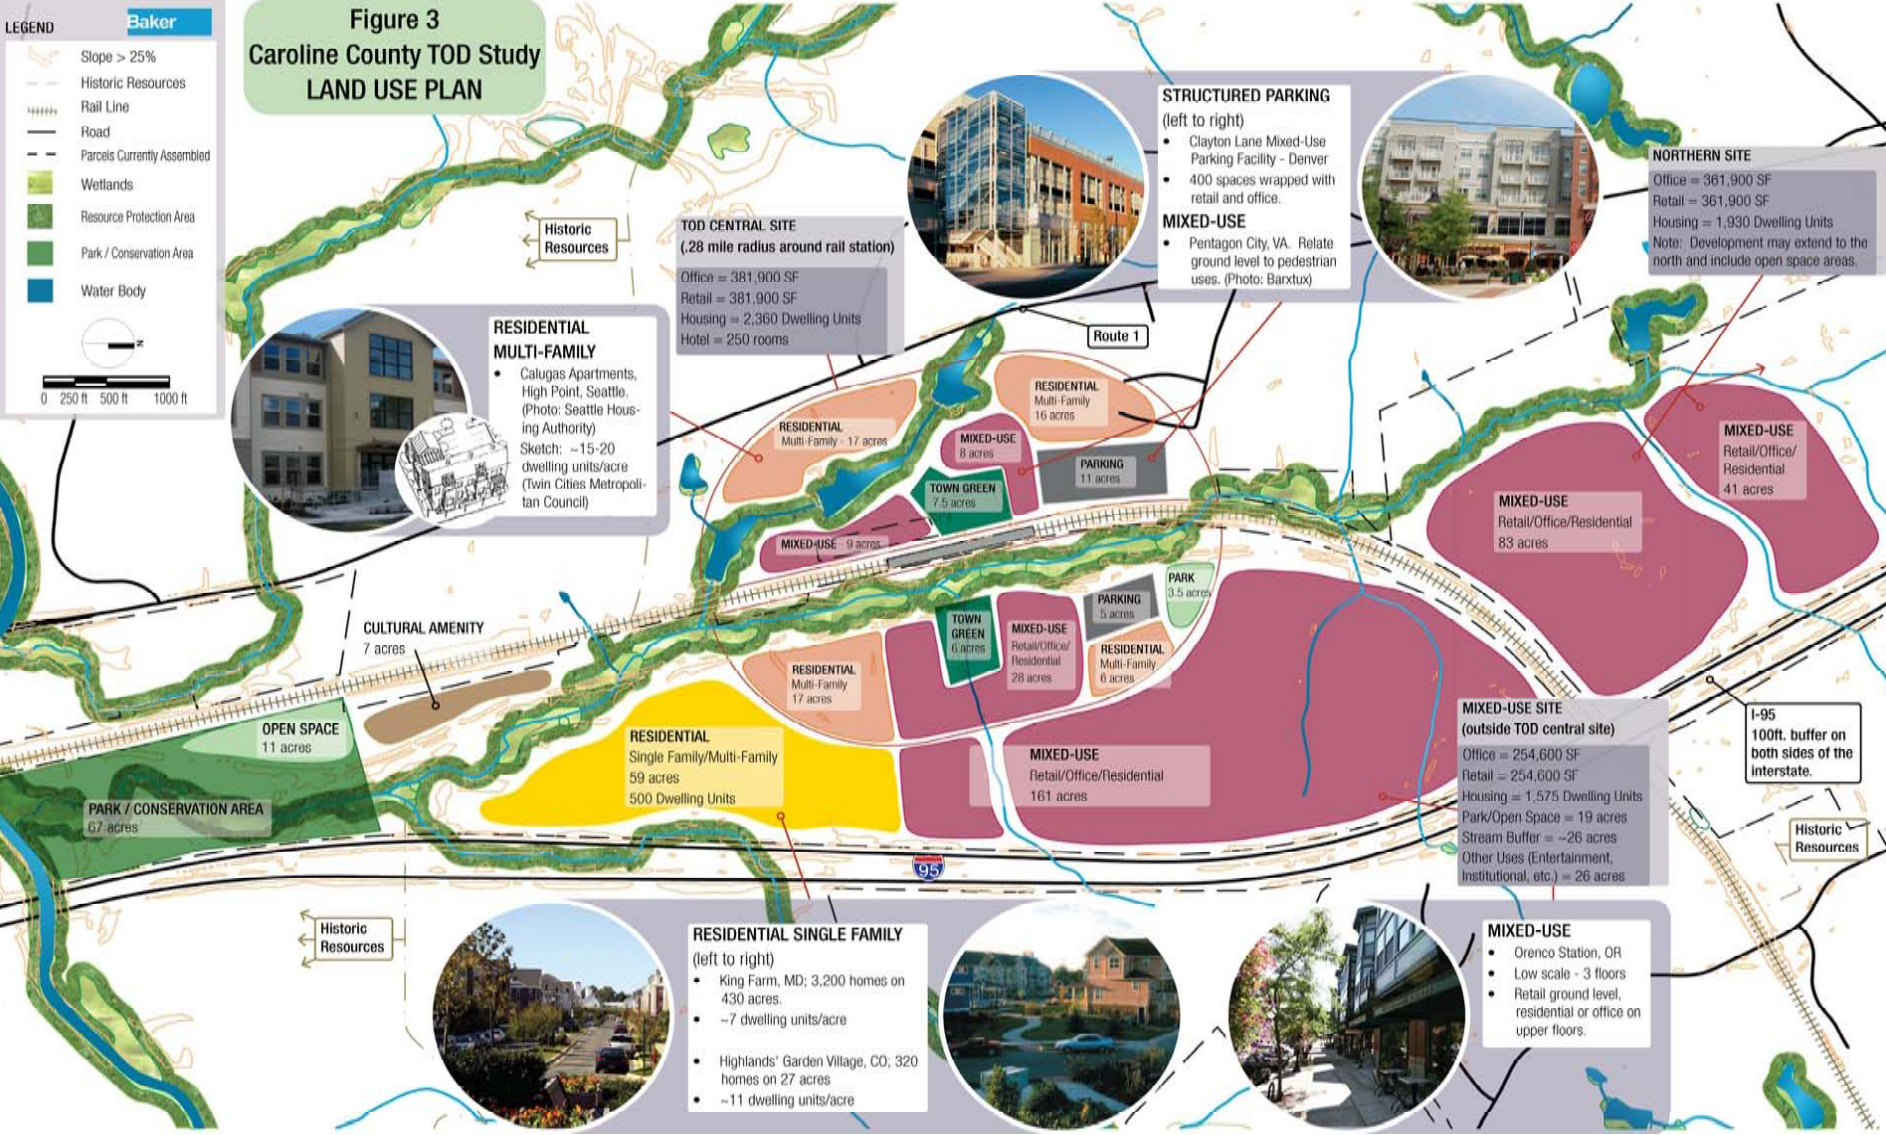 LEGEND
Baker
Slope > 25%
Historic Resources
Rail Line
Road
Parcels Currently Assembled
Wetlands
Resource Protection Area
Park / Conservation Area
Water Body
N
0 250 ft 500 ft 1000 ft
Figure 3
Caroline County TOD Study
LAND USE PLAN
Historic
Resources
RESIDENTIAL
MULTI-FAMILY
• Calugas Apartments,
High Point, Seattle.
(Photo: Seattle Hous-
ing Authority)
Sketch: ~15-20
dwelling units/acre
(Twin Cities Metropoli-
tan Council)
TOD CENTRAL SITE
(.28 mile radius around rail station)
Office = 381,900 SF
Retail = 381,900 SF
Housing = 2,360 Dwelling Units
Hotel = 250 rooms
STRUCTURED PARKING
(left to right)
• Clayton Lane Mixed-Use
Parking Facility - Denver
• 400 spaces wrapped with
retail and office.
MIXED-USE
• Pentagon City, VA. Relate
ground level to pedestrian
uses. (Photo: Barxtux)
NORTHERN SITE
Office = 361,900 SF
Retail = 361,900 SF
Housing = 1,930 Dwelling Units
Note: Development may extend to the
north and include open space areas.
Route 1
RESIDENTIAL
Multi-Family
16 acres
RESIDENTIAL
Multi-Family - 17 acres
MIXED-USE
8 acres
PARKING
11 acres
TOWN GREEN
7.5 acres
MIXED-USE - 9 acres
MIXED-USE
Retail/Office/
Residential
41 acres
MIXED-USE
Retail/Office/Residential
83 acres
PARK
3.5 acres
PARKING
5 acres
TOWN
GREEN
6 acres
MIXED-USE
Retail/Office/
Residential
28 acres
RESIDENTIAL
Multi-Family
6 acres
RESIDENTIAL
Multi-Family
17 acres
CULTURAL AMENITY
7 acres
OPEN SPACE
11 acres
PARK / CONSERVATION AREA
67 acres
RESIDENTIAL
Single Family/Multi-Family
59 acres
500 Dwelling Units
MIXED-USE
Retail/Office/Residential
161 acres
MIXED-USE SITE
(outside TOD central site)
Office = 254,600 SF
Retail = 254,600 SF
Housing = 1,575 Dwelling Units
Park/Open Space = 19 acres
Stream Buffer = ~26 acres
Other Uses (Entertainment,
Institutional, etc.) = 26 acres
I-95
100ft. buffer on
both sides of the
interstate.
Historic
Resources
95
Historic
Resources
RESIDENTIAL SINGLE FAMILY
(left to right)
• King Farm, MD; 3,200 homes on
430 acres.
• ~7 dwelling units/acre
• Highlands' Garden Village, CO; 320
homes on 27 acres
• ~11 dwelling units/acre
MIXED-USE
• Orenco Station, OR
• Low scale - 3 floors
• Retail ground level,
residential or office on
upper floors.